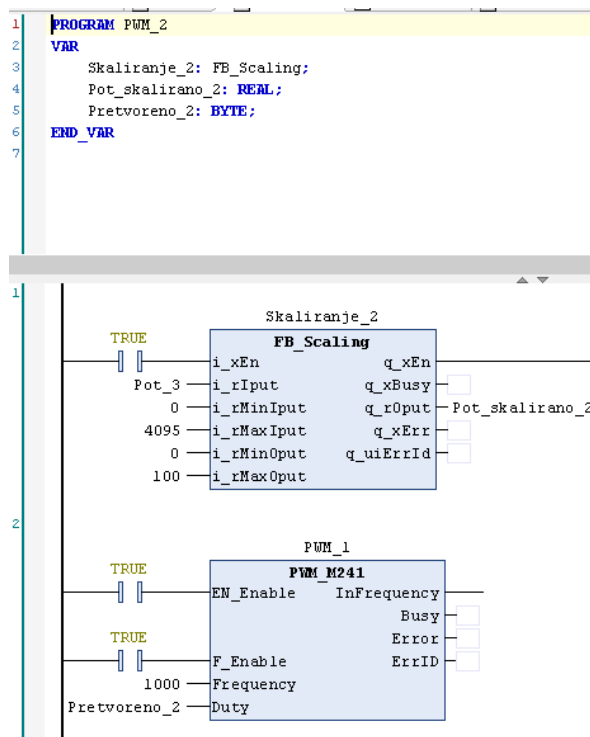 1 PROGRAM PWM_2
2 VAR
3 Skaliranje_2: FB_Scaling;
4 Pot_skalirano_2: REAL;
5 Pretvoreno_2: BYTE;
6 END_VAR
7
1
Skaliranje_2
TRUE FB_Scaling
i_xEn q_xEn
Pot_3 i_rIput q_xBusy
0 i_rMinIput q_rOput Pot_skalirano_2
4095 i_rMaxIput q_xErr
0 i_rMinOput q_uiErrId
100 i_rMaxOput
2
PWM_1
TRUE PWM_M241
EN_Enable InFrequency
Busy
TRUE Error
F_Enable ErrID
1000 Frequency
Pretvoreno_2 Duty